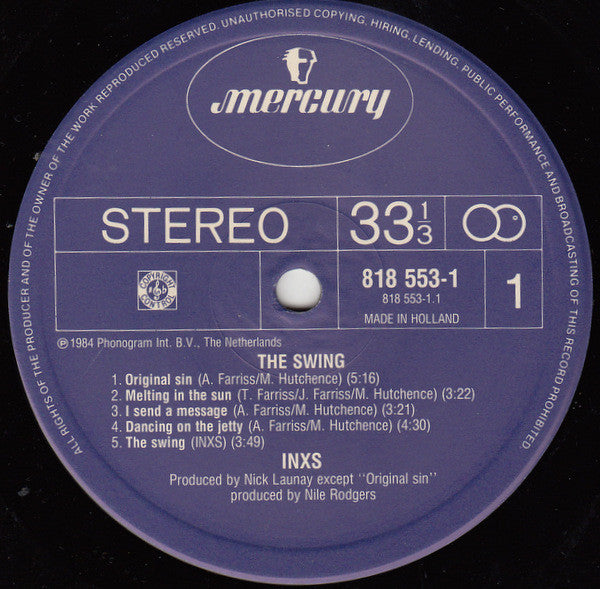 ALL RIGHTS OF THE PRODUCER AND OF THE OWNER OF THE WORK REPRODUCED RESERVED. UNAUTHORISED COPYING, HIRING, LENDING, PUBLIC PERFORMANCE AND BROADCASTING OF THIS RECORD PROHIBITED.
mercury
STEREO
33 1/3
COPYRIGHT CONTROL
818 553-1
818 553-1.1
MADE IN HOLLAND
1
℗ 1984 Phonogram Int. B.V., The Netherlands
THE SWING
1. Original sin (A. Farriss/M. Hutchence) (5:16)
2. Melting in the sun (T. Farriss/J. Farriss/M. Hutchence) (3:22)
3. I send a message (A. Farriss/M. Hutchence) (3:21)
4. Dancing on the jetty (A. Farriss/M. Hutchence) (4:30)
5. The swing (INXS) (3:49)
INXS
Produced by Nick Launay except ''Original sin''
produced by Nile Rodgers